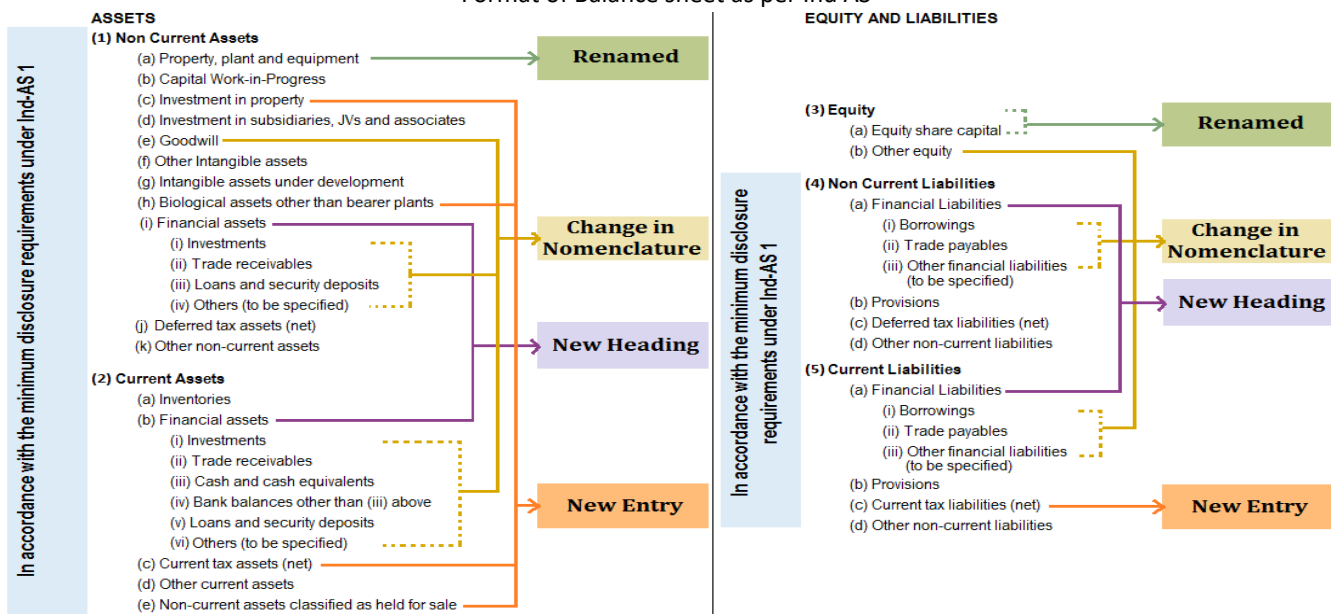 Format of Balance sheet as per Ind AS
ASSETS
In accordance with the minimum disclosure requirements under Ind-AS 1
(1) Non Current Assets
(a) Property, plant and equipment
(b) Capital Work-in-Progress
(c) Investment in property
(d) Investment in subsidiaries, JVs and associates
(e) Goodwill
(f) Other Intangible assets
(g) Intangible assets under development
(h) Biological assets other than bearer plants
(i) Financial assets
(i) Investments
(ii) Trade receivables
(iii) Loans and security deposits
(iv) Others (to be specified)
(j) Deferred tax assets (net)
(k) Other non-current assets
(2) Current Assets
(a) Inventories
(b) Financial assets
(i) Investments
(ii) Trade receivables
(iii) Cash and cash equivalents
(iv) Bank balances other than (iii) above
(v) Loans and security deposits
(vi) Others (to be specified)
(c) Current tax assets (net)
(d) Other current assets
(e) Non-current assets classified as held for sale
Renamed
Change in
Nomenclature
New Heading
New Entry
EQUITY AND LIABILITIES
In accordance with the minimum disclosure
requirements under Ind-AS 1
(3) Equity
(a) Equity share capital
(b) Other equity
(4) Non Current Liabilities
(a) Financial Liabilities
(i) Borrowings
(ii) Trade payables
(iii) Other financial liabilities
(to be specified)
(b) Provisions
(c) Deferred tax liabilities (net)
(d) Other non-current liabilities
(5) Current Liabilities
(a) Financial Liabilities
(i) Borrowings
(ii) Trade payables
(iii) Other financial liabilities
(to be specified)
(b) Provisions
(c) Current tax liabilities (net)
(d) Other non-current liabilities
Renamed
Change in
Nomenclature
New Heading
New Entry